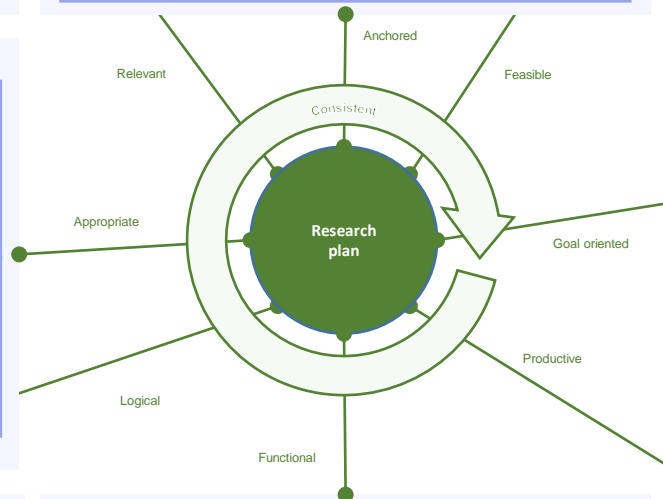 Anchored
Relevant
Feasible
Consistent
Appropriate
Research
plan
Goal oriented
Productive
Logical
Functional